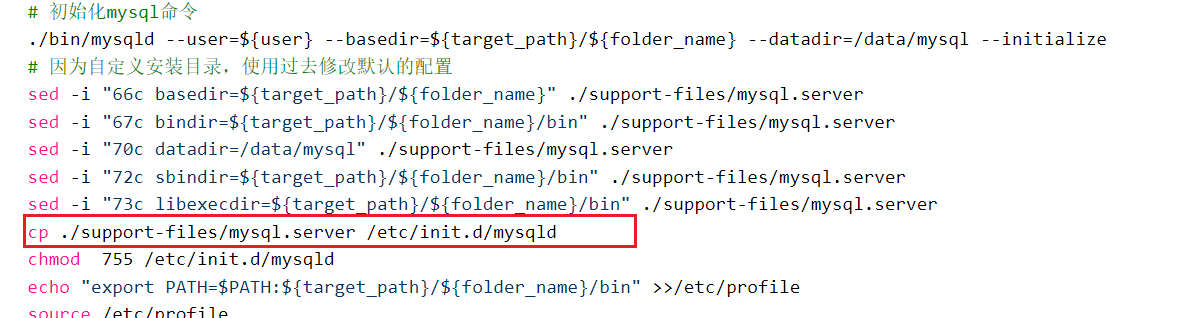 # 初始化mysql命令
./bin/mysqld --user=${user} --basedir=${target_path}/${folder_name} --datadir=/data/mysql --initialize
# 因为自定义安装目录，使用过去修改默认的配置
sed -i "66c basedir=${target_path}/${folder_name}" ./support-files/mysql.server
sed -i "67c bindir=${target_path}/${folder_name}/bin" ./support-files/mysql.server
sed -i "70c datadir=/data/mysql" ./support-files/mysql.server
sed -i "72c sbindir=${target_path}/${folder_name}/bin" ./support-files/mysql.server
sed -i "73c libexecdir=${target_path}/${folder_name}/bin" ./support-files/mysql.server
cp ./support-files/mysql.server /etc/init.d/mysqld
chmod  755 /etc/init.d/mysqld
echo "export PATH=$PATH:${target_path}/${folder_name}/bin" >>/etc/profile
source /etc/profile